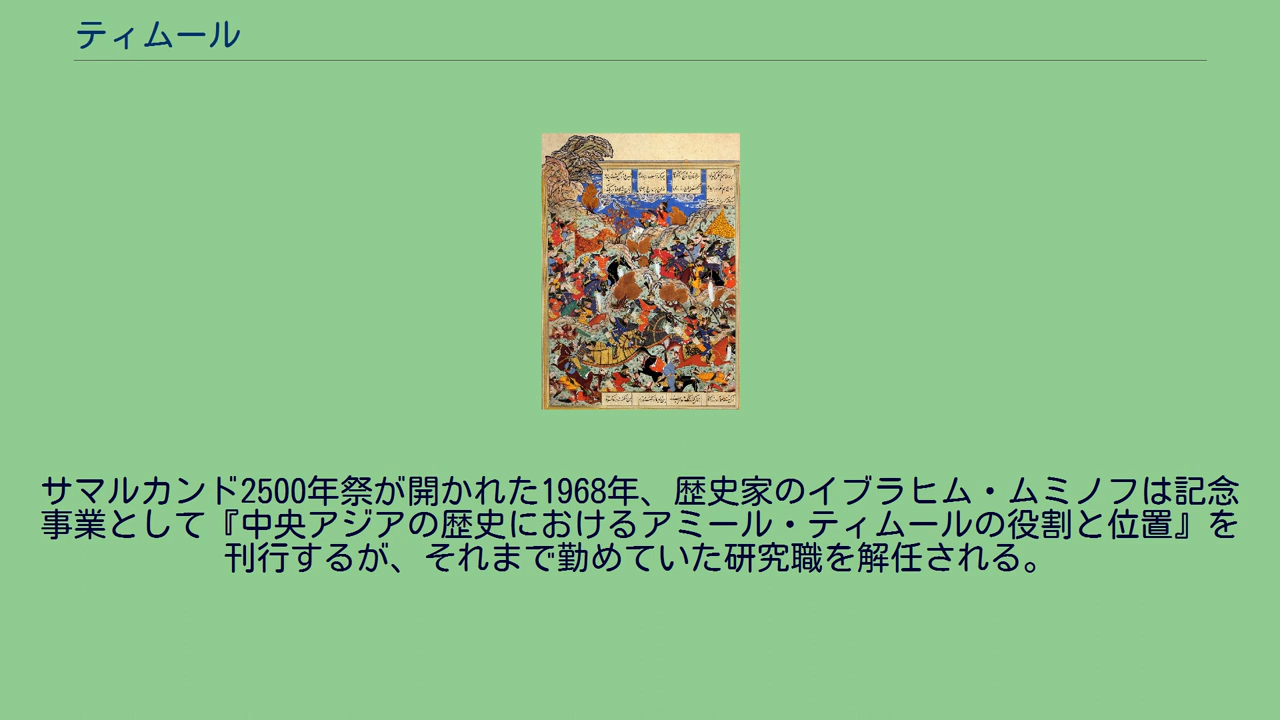 ティムール
サマルカンド2500年祭が開かれた1968年、歴史家のイブラヒム・ムミノフは記念
事業として『中央アジアの歴史におけるアミール・ティムールの役割と位置』を
刊行するが、それまで勤めていた研究職を解任される。